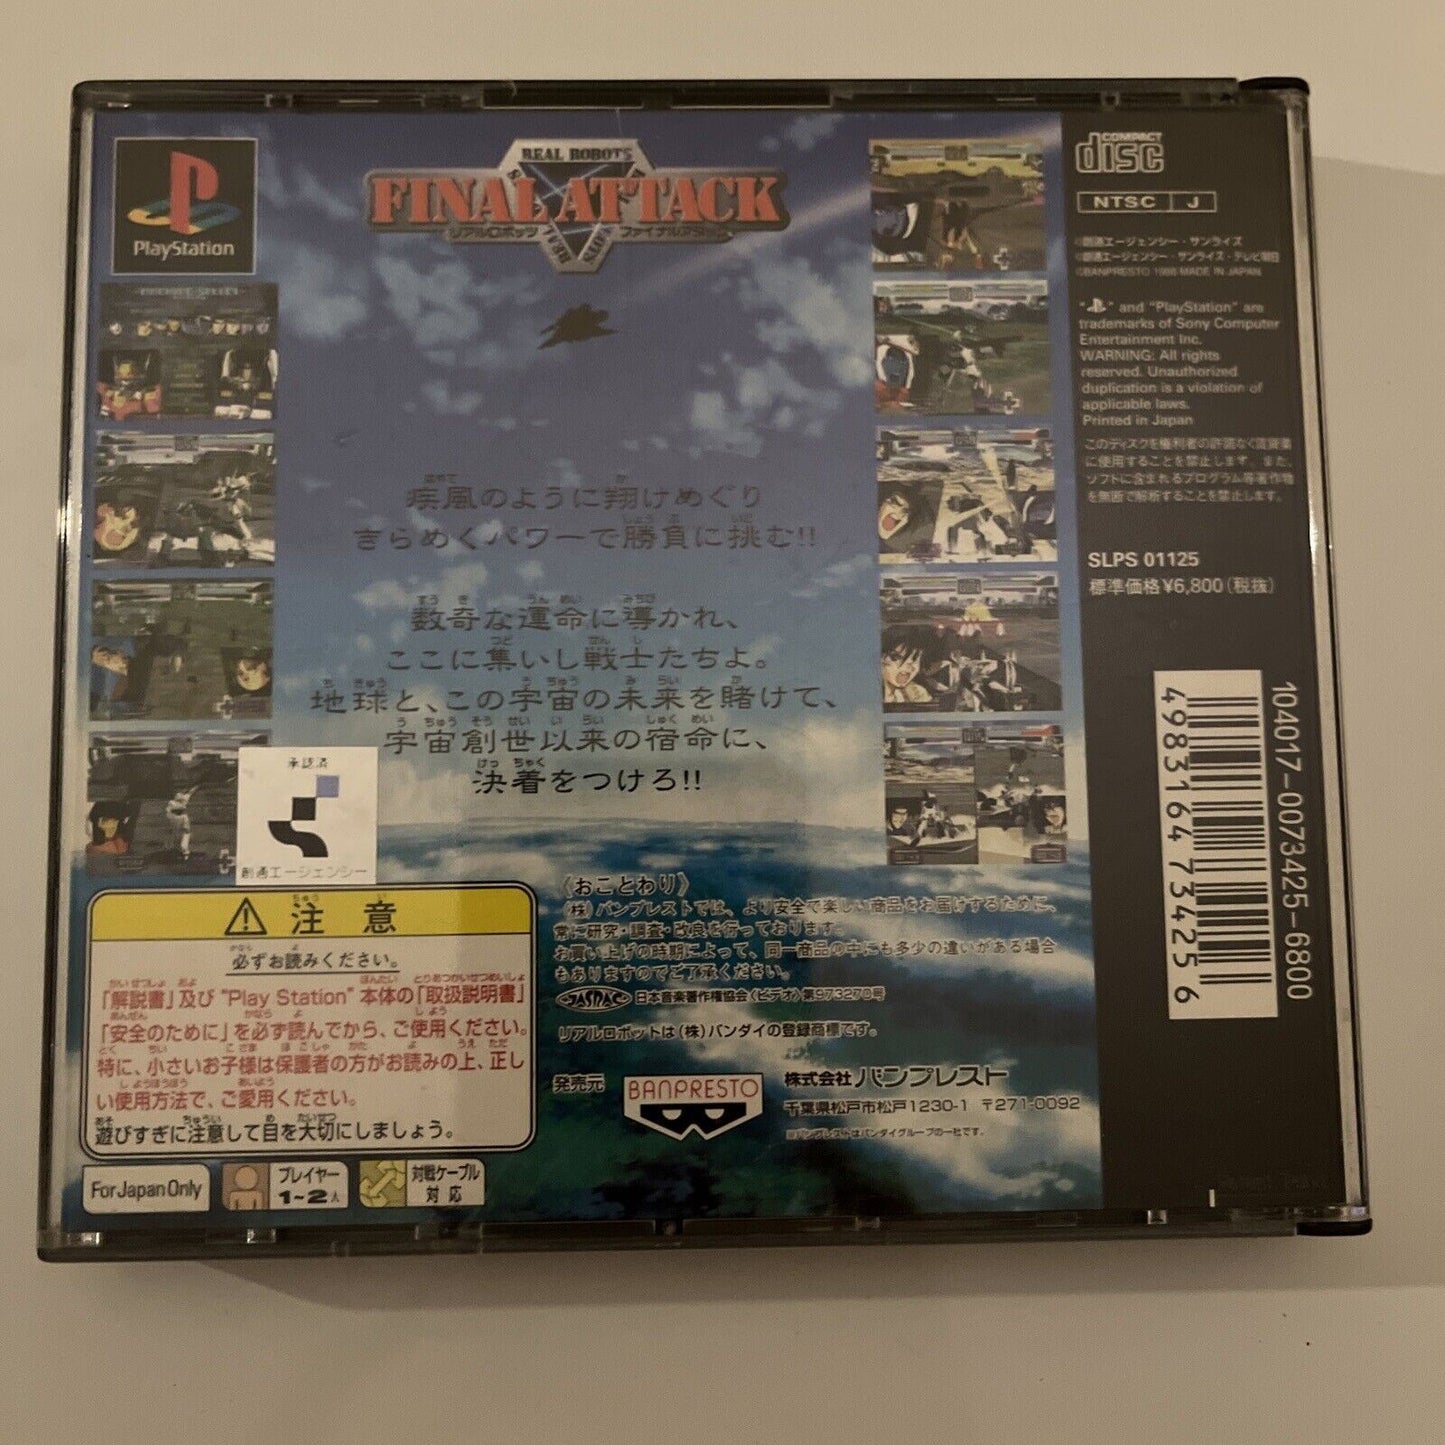 PlayStation
REAL ROBOTS
FINAL ATTACK
リアルロボッツ ファイナルアタック
疾風のように翔けめぐり
きらめくパワーで勝負に挑む!!
数奇な運命に導かれ、
ここに集いし戦士たちよ。
地球と、この宇宙の未来を賭けて、
宇宙創世以来の宿命に、
決着をつけろ!!
承認済
創通エージェンシー
⚠ 注意
必ずお読みください。
「解説書」及び "Play Station" 本体の「取扱説明書」
「安全のために」を必ず読んでから、ご使用ください。
特に、小さいお子様は保護者の方がお読みの上、正し
い使用方法で、ご愛用ください。
遊びすぎに注意して目を大切にしましょう。
For Japan Only
プレイヤー
1~2人
対戦ケーブル
対応
《おことわり》
(株)バンプレストでは、より安全で楽しい商品をお届けするために、
常に研究・調査・改良を行っております。
お買い上げの時期によって、同一商品の中にも多少の違いがある場合
もありますのでご了承ください。
JASRAC 日本音楽著作権協会(ビデオ)第973270号
リアルロボットは(株)バンダイの登録商標です。
発売元
BANPRESTO
株式会社 バンプレスト
千葉県松戸市松戸1230-1 〒271-0092
※バンプレストはバンダイグループの一社です。
COMPACT
disc
NTSC J
©創通エージェンシー・サンライズ
©創通エージェンシー・サンライズ・テレビ朝日
©BANPRESTO 1998 MADE IN JAPAN
" " and "PlayStation" are
trademarks of Sony Computer
Entertainment Inc.
WARNING: All rights
reserved. Unauthorized
duplication is a violation of
applicable laws.
Printed in Japan
このディスクを権利者の許諾なく賃貸業
に使用することを禁止します。また、
ソフトに含まれるプログラム等著作物
を無断で解析することを禁止します。
SLPS 01125
標準価格¥6,800(税抜)
104017-0073425-6800
4983164734256